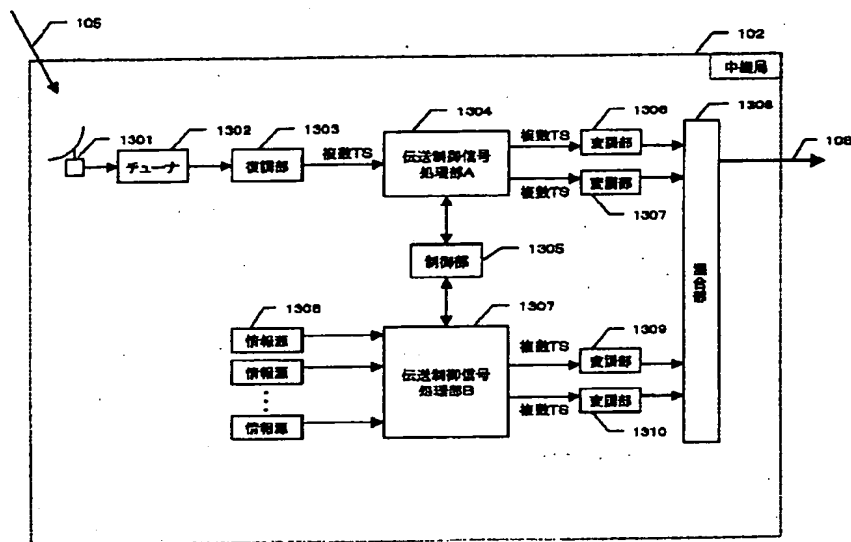 105
102
中継局
1301
1302
1303
1304
1306
1308
チューナ
復調部
複数TS
伝送制御信号
処理部A
複数TS
変調部
108
複数TS
変調部
1307
制御部
1305
混合部
1308
1307
情報源
情報源
情報源
伝送制御信号
処理部B
複数TS
1309
変調部
複数TS
変調部
1310